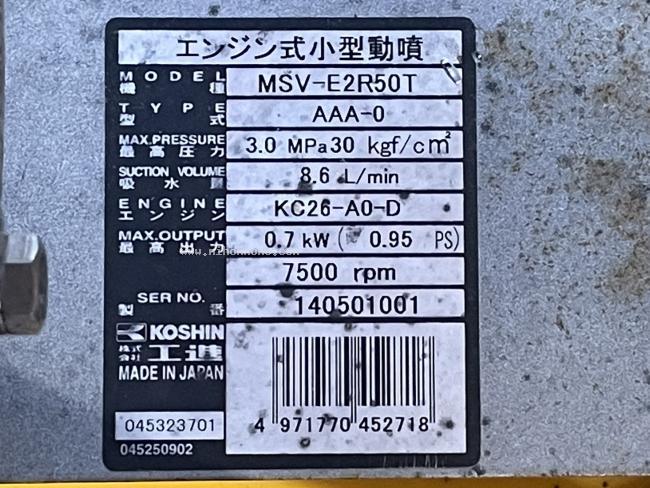 エンジン式小型動噴
MODEL MSV-E2R50T
機種
TYPE AAA-0
型式
MAX.PRESSURE 3.0 MPa 30 kgf/c㎡
最高圧力
SUCTION VOLUME 8.6 L/min
吸水量
ENGINE KC26-A0-D
エンジン
MAX.OUTPUT 0.7 kW ( 0.95 PS)
最高出力
7500 rpm
SER NO. 140501001
製番
KOSHIN
株式会社 工進
MADE IN JAPAN
045323701
4 971770 452718
045250902